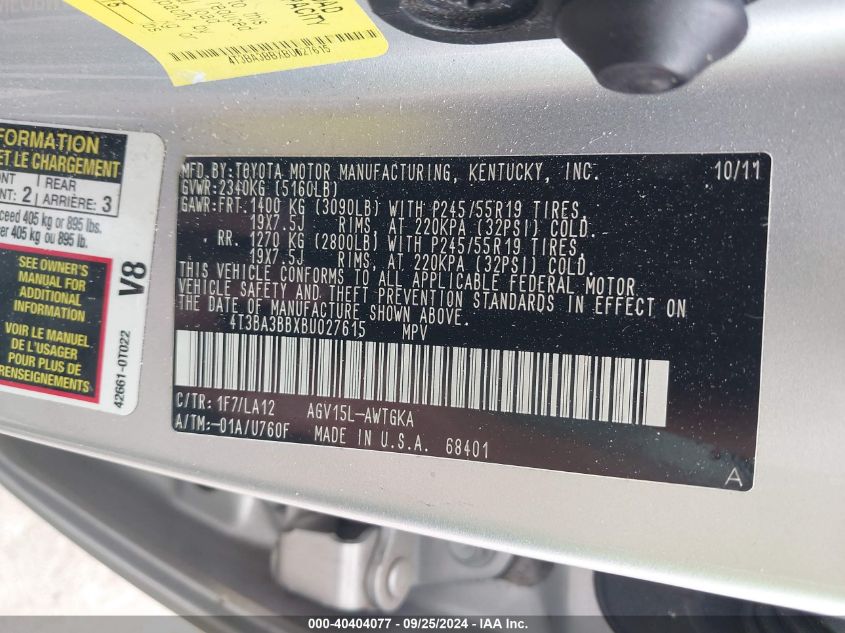 4T3BA3BBXBU027615
FORMATION
ET LE CHARGEMENT
NT: 2 REAR ARRIÈRE: 3
405 kg or 895 lbs.
405 kg ou 895 lb.
SEE OWNER'S
MANUAL FOR
ADDITIONAL
INFORMATION
VOIR LE MANUEL
DE L'USAGER
POUR PLUS DE
RENSEIGNEMENTS
V8
42661-0T022
MFD. BY: TOYOTA MOTOR MANUFACTURING, KENTUCKY, INC. 10/11
GVWR: 2340KG (5160LB)
GAWR: FRT. 1400 KG (3090LB) WITH P245/55R19 TIRES,
19X7.5J RIMS, AT 220KPA (32PSI) COLD.
RR. 1270 KG (2800LB) WITH P245/55R19 TIRES,
19X7.5J RIMS, AT 220KPA (32PSI) COLD.
THIS VEHICLE CONFORMS TO ALL APPLICABLE FEDERAL MOTOR
VEHICLE SAFETY AND THEFT PREVENTION STANDARDS IN EFFECT ON
THE DATE OF MANUFACTURE SHOWN ABOVE.
4T3BA3BBXBU027615 MPV
C/TR: 1F7/LA12 AGV15L-AWTGKA
A/TM: -01A/U760F MADE IN U.S.A. 68401
A
000-40404077 - 09/25/2024 -